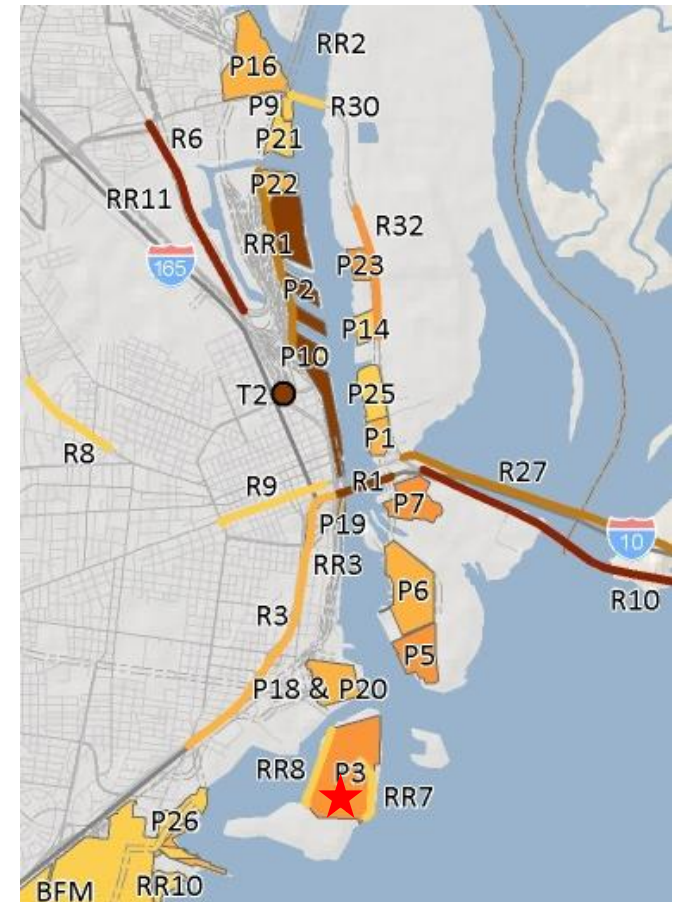 RR2
P16
P9
R30
P21
R6
P22
RR11
R32
RR1
P23
165
P2
P14
P10
T2
P25
P1
R8
R27
R9
R1
P7
P19
10
RR3
P6
R10
R3
P5
P18 & P20
RR8
P3
RR7
P26
BFM
RR10